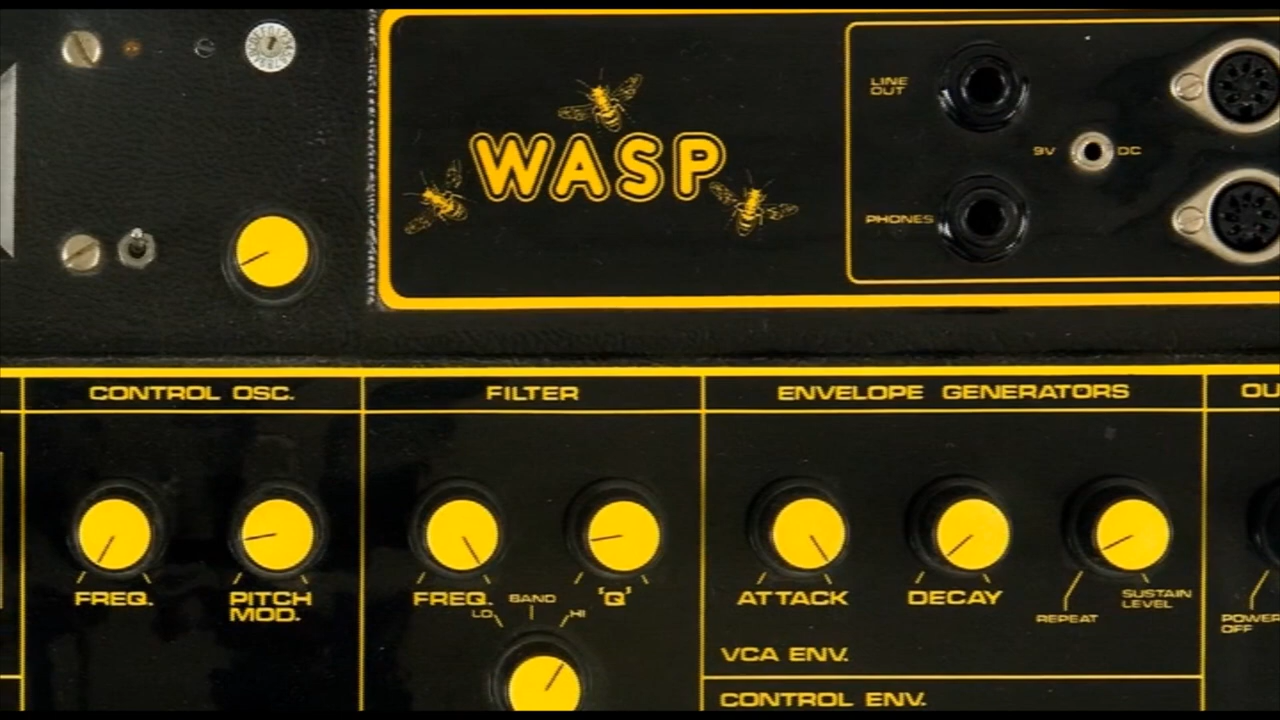 WASP
LINE
OUT
9V DC
PHONES
CONTROL OSC.
FILTER
ENVELOPE GENERATORS
FREQ.
PITCH
MOD.
FREQ.
'Q'
LO BAND HI
ATTACK
DECAY
REPEAT
SUSTAIN
LEVEL
POWER
OFF
VCA ENV.
CONTROL ENV.